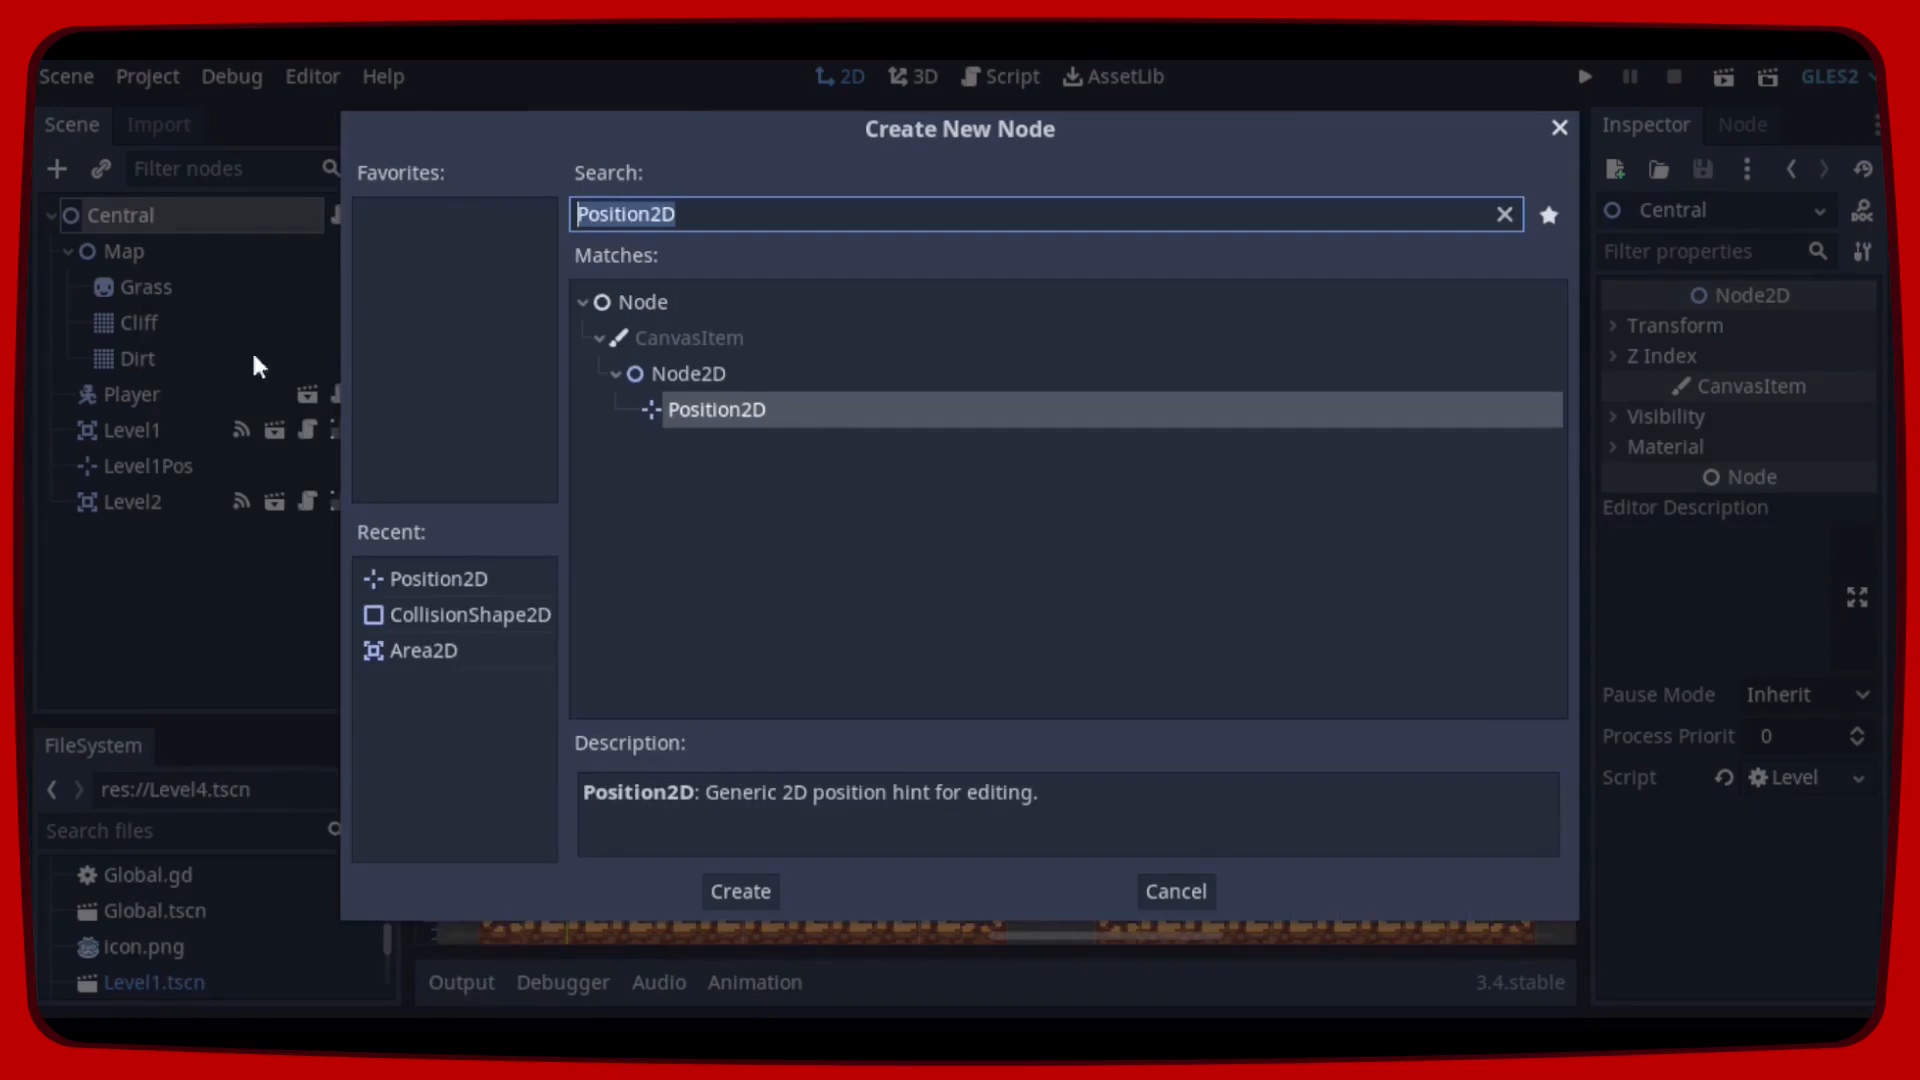 Scene Project Debug Editor Help 2D 3D Script AssetLib GLES2
Scene Import
Filter nodes
Central
Map
Grass
Cliff
Dirt
Player
Level1
Level1Pos
Level2
FileSystem
res://Level4.tscn
Search files
Global.gd
Global.tscn
icon.png
Level1.tscn
Create New Node
Favorites:
Recent:
Position2D
CollisionShape2D
Area2D
Search:
Position2D
Matches:
Node
CanvasItem
Node2D
Position2D
Description:
Position2D: Generic 2D position hint for editing.
Create Cancel
Output Debugger Audio Animation 3.4.stable
Inspector Node
Central
DOC
Filter properties
Node2D
Transform
Z Index
CanvasItem
Visibility
Material
Node
Editor Description
Pause Mode Inherit
Process Priorit 0
Script Level